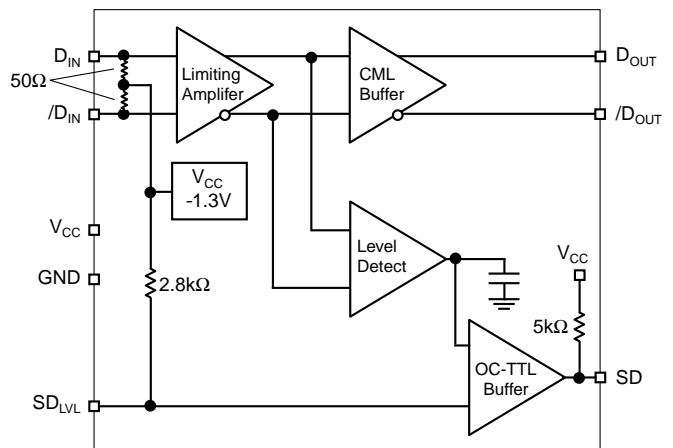 DIN
DOUT
50Ω
Limiting
Amplifer
CML
Buffer
/DIN
/DOUT
VCC
-1.3V
VCC
Level
Detect
VCC
GND
2.8kΩ
5kΩ
OC-TTL
Buffer
SD
SDLVL